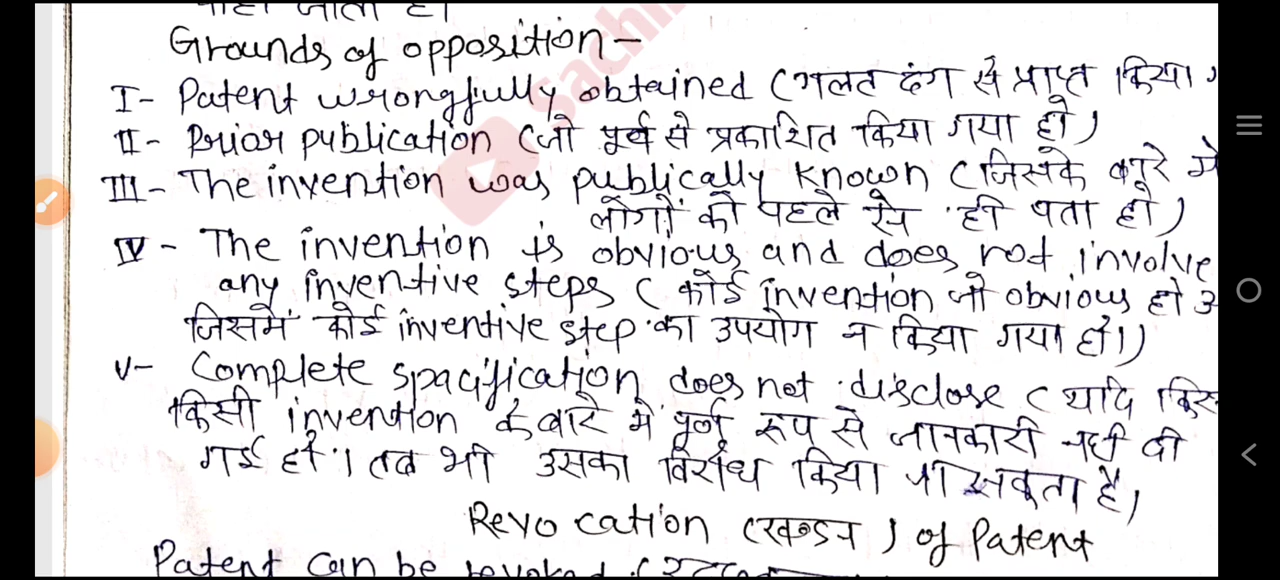 जाता है।
Grounds of opposition-
I- Patent wrongfully obtained (गलत ढंग से प्राप्त किया
II- Prior publication (जो पूर्व से प्रकाशित किया गया हो)
III- The invention was publically known (जिसके बारे मे
लोगों को पहले से ही पता हो)
IV- The invention is obvious and does not involve
any inventive steps ( कोई invention जो obvious हो
जिसमें कोई inventive step का उपयोग न किया गया हो।)
V- Complete spacification does not disclose ( यदि
किसी invention के बारे मे पूर्ण रूप से जानकारी नही दी
गई हो। तब भी उसका विरोध किया जा सकता है,
Revocation (खण्डन) of Patent
Patent can be revoked